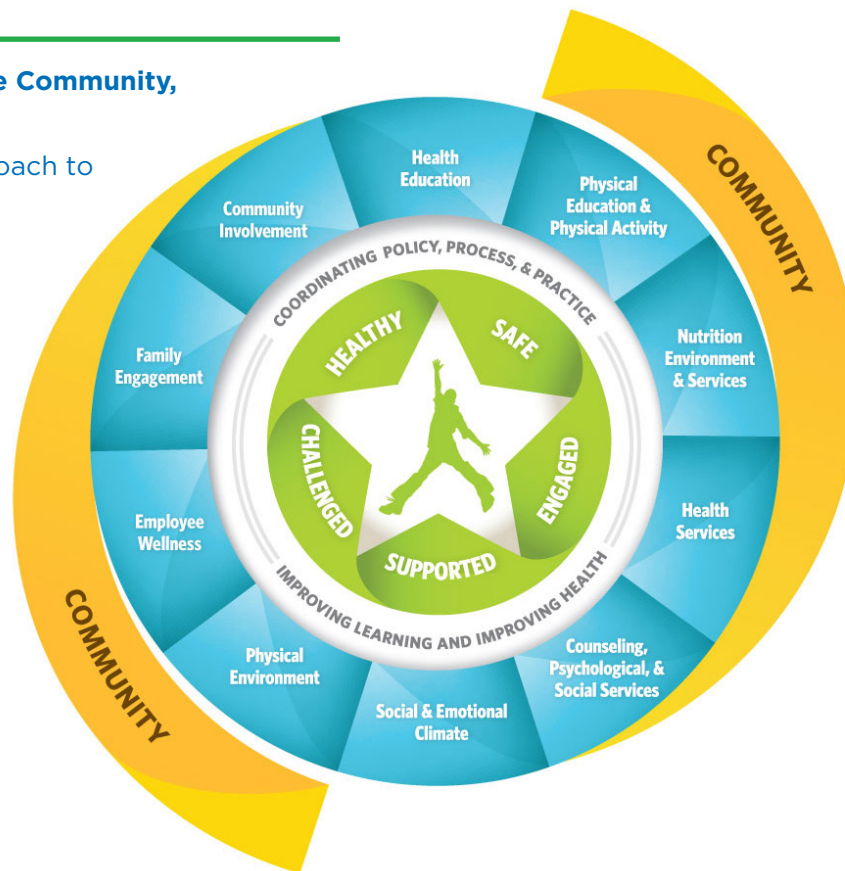 e Community,
oach to
COMMUNITY
Health
Education
Physical
Education &
Physical Activity
Nutrition
Environment
& Services
Health
Services
Counseling,
Psychological, &
Social Services
Social & Emotional
Climate
Physical
Environment
Employee
Wellness
Family
Engagement
Community
Involvement
COORDINATING POLICY, PROCESS, & PRACTICE
IMPROVING LEARNING AND IMPROVING HEALTH
HEALTHY
SAFE
ENGAGED
SUPPORTED
CHALLENGED
COMMUNITY